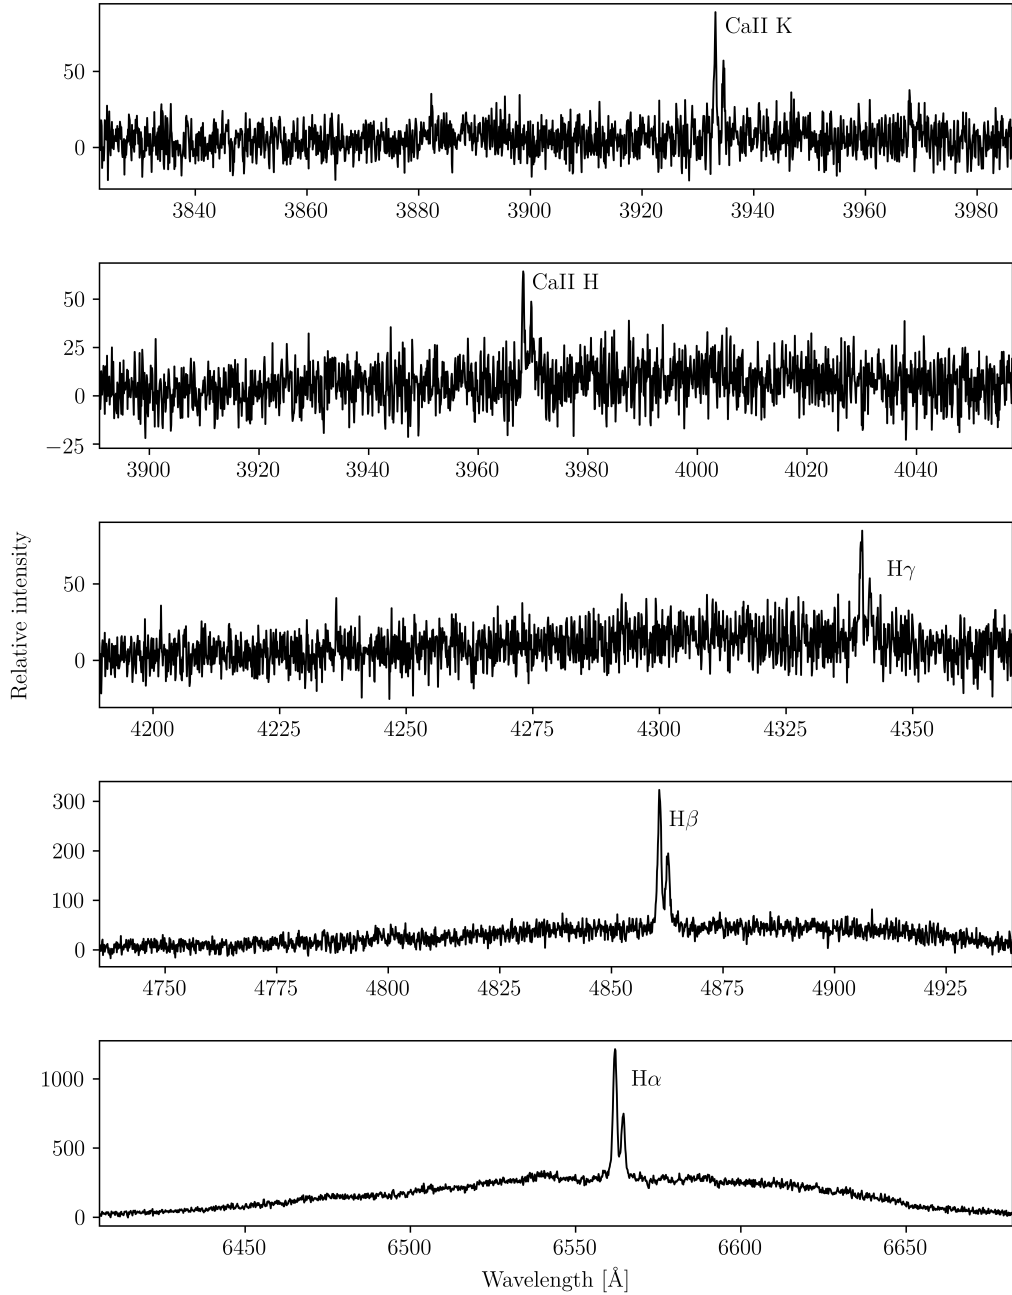 CaII K
50
0
3840 3860 3880 3900 3920 3940 3960 3980
CaII H
50
25
0
−25
3900 3920 3940 3960 3980 4000 4020 4040
Hγ
50
0
4200 4225 4250 4275 4300 4325 4350
Relative intensity
Hβ
300
200
100
0
4750 4775 4800 4825 4850 4875 4900 4925
Hα
1000
500
0
6450 6500 6550 6600 6650
Wavelength [Å]